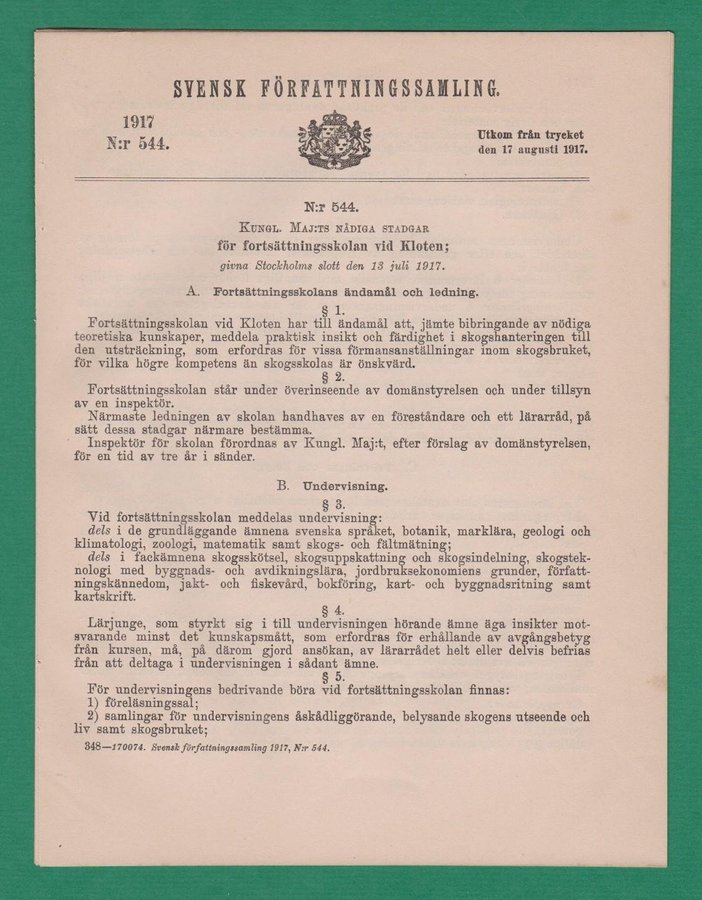 SVENSK FÖRFATTNINGSSAMLING.
1917
N:r 544.
Utkom från trycket
den 17 augusti 1917.
N:r 544.
KUNGL. MAJ:TS NÅDIGA STADGAR
för fortsättningsskolan vid Kloten;
givna Stockholms slott den 13 juli 1917.
A. Fortsättningsskolans ändamål och ledning.
§ 1.
Fortsättningsskolan vid Kloten har till ändamål att, jämte bibringande av nödiga
teoretiska kunskaper, meddela praktisk insikt och färdighet i skogshanteringen till
den utsträckning, som erfordras för vissa förmansanställningar inom skogsbruket,
för vilka högre kompetens än skogsskolas är önskvärd.
§ 2.
Fortsättningsskolan står under överinseende av domänstyrelsen och under tillsyn
av en inspektör.
Närmaste ledningen av skolan handhaves av en föreståndare och ett lärarråd, på
sätt dessa stadgar närmare bestämma.
Inspektör för skolan förordnas av Kungl. Maj:t, efter förslag av domänstyrelsen,
för en tid av tre år i sänder.
B. Undervisning.
§ 3.
Vid fortsättningsskolan meddelas undervisning:
dels i de grundläggande ämnena svenska språket, botanik, marklära, geologi och
klimatologi, zoologi, matematik samt skogs- och fältmätning;
dels i fackämnena skogsskötsel, skogsuppskattning och skogsindelning, skogstek-
nologi med byggnads- och avdikningslära, jordbruksekonomiens grunder, författ-
ningskännedom, jakt- och fiskevård, bokföring, kart- och byggnadsritning samt
kartskrift.
§ 4.
Lärjunge, som styrkt sig i till undervisningen hörande ämne äga insikter mot-
svarande minst det kunskapsmått, som erfordras för erhållande av avgångsbetyg
från kursen, må, på därom gjord ansökan, av lärarrådet helt eller delvis befrias
från att deltaga i undervisningen i sådant ämne.
§ 5.
För undervisningens bedrivande böra vid fortsättningsskolan finnas:
1) föreläsningssal;
2) samlingar för undervisningens åskådliggörande, belysande skogens utseende och
liv samt skogsbruket;
348—170074. Svensk författningssamling 1917, N:r 544.